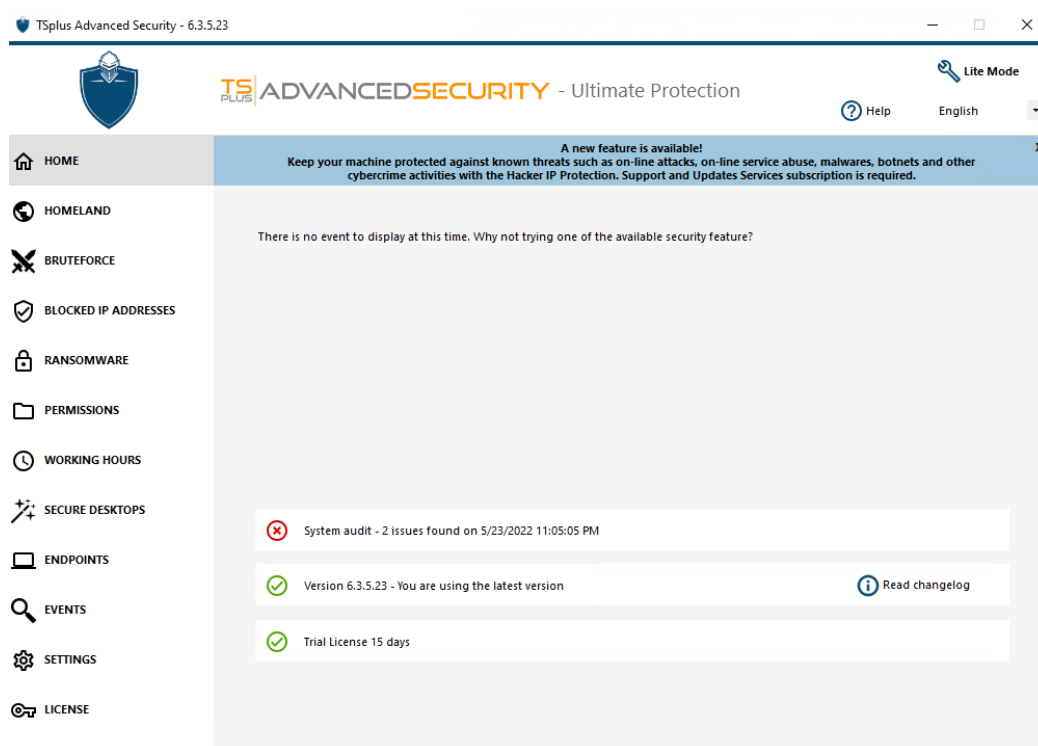 TSplus Advanced Security - 6.3.5.23
TS PLUS ADVANCEDSECURITY - Ultimate Protection
Lite Mode
Help
English
HOME
HOMELAND
BRUTEFORCE
BLOCKED IP ADDRESSES
RANSOMWARE
PERMISSIONS
WORKING HOURS
SECURE DESKTOPS
ENDPOINTS
EVENTS
SETTINGS
LICENSE
A new feature is available!
Keep your machine protected against known threats such as on-line attacks, on-line service abuse, malwares, botnets and other
cybercrime activities with the Hacker IP Protection. Support and Updates Services subscription is required.
There is no event to display at this time. Why not trying one of the available security feature?
System audit - 2 issues found on 5/23/2022 11:05:05 PM
Version 6.3.5.23 - You are using the latest version
Read changelog
Trial License 15 days